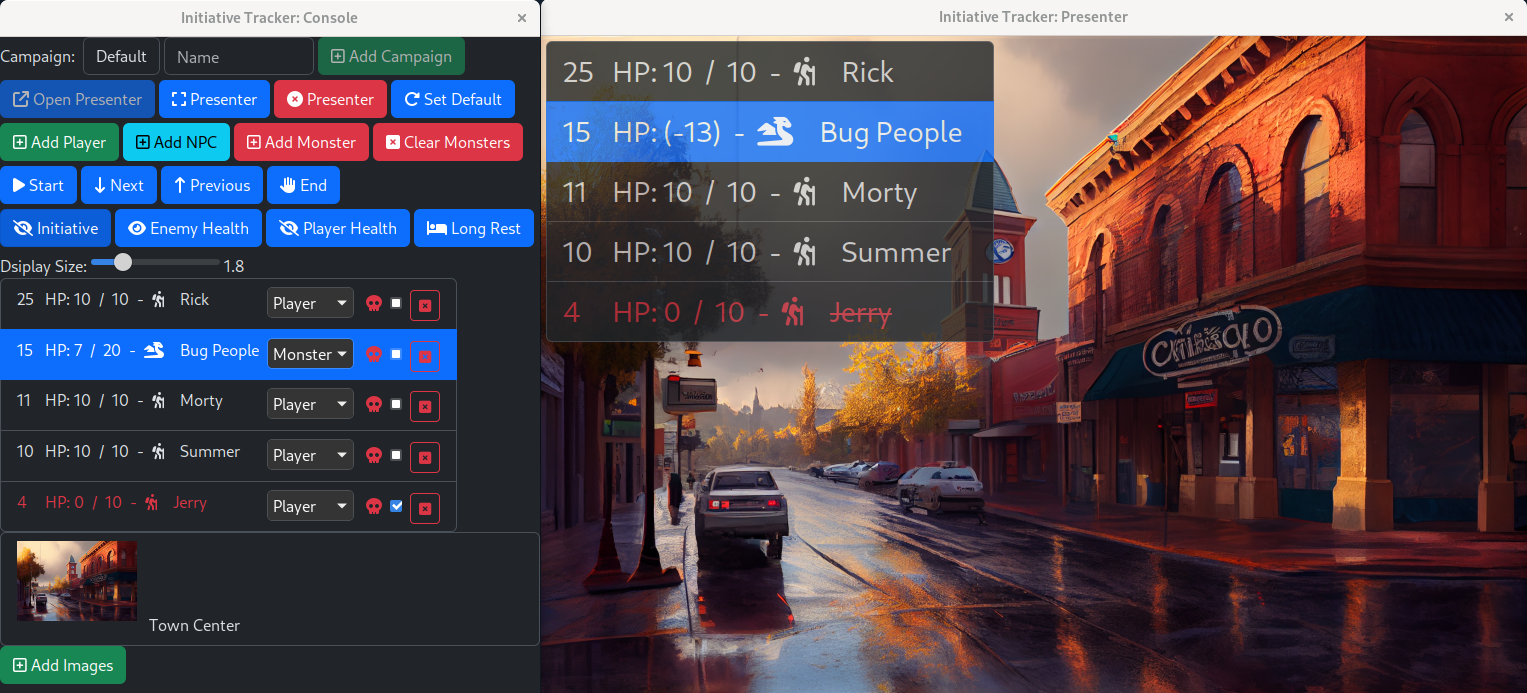 Initiative Tracker: Console
Campaign: Default Name Add Campaign
Open Presenter Presenter Presenter Set Default
Add Player Add NPC Add Monster Clear Monsters
Start Next Previous End
Initiative Enemy Health Player Health Long Rest
Dsiplay Size: 1.8
25 HP: 10 / 10 - Rick Player
15 HP: 7 / 20 - Bug People Monster
11 HP: 10 / 10 - Morty Player
10 HP: 10 / 10 - Summer Player
4 HP: 0 / 10 - Jerry Player
Town Center
Add Images
Initiative Tracker: Presenter
25 HP: 10 / 10 - Rick
15 HP: (-13) - Bug People
11 HP: 10 / 10 - Morty
10 HP: 10 / 10 - Summer
4 HP: 0 / 10 - Jerry